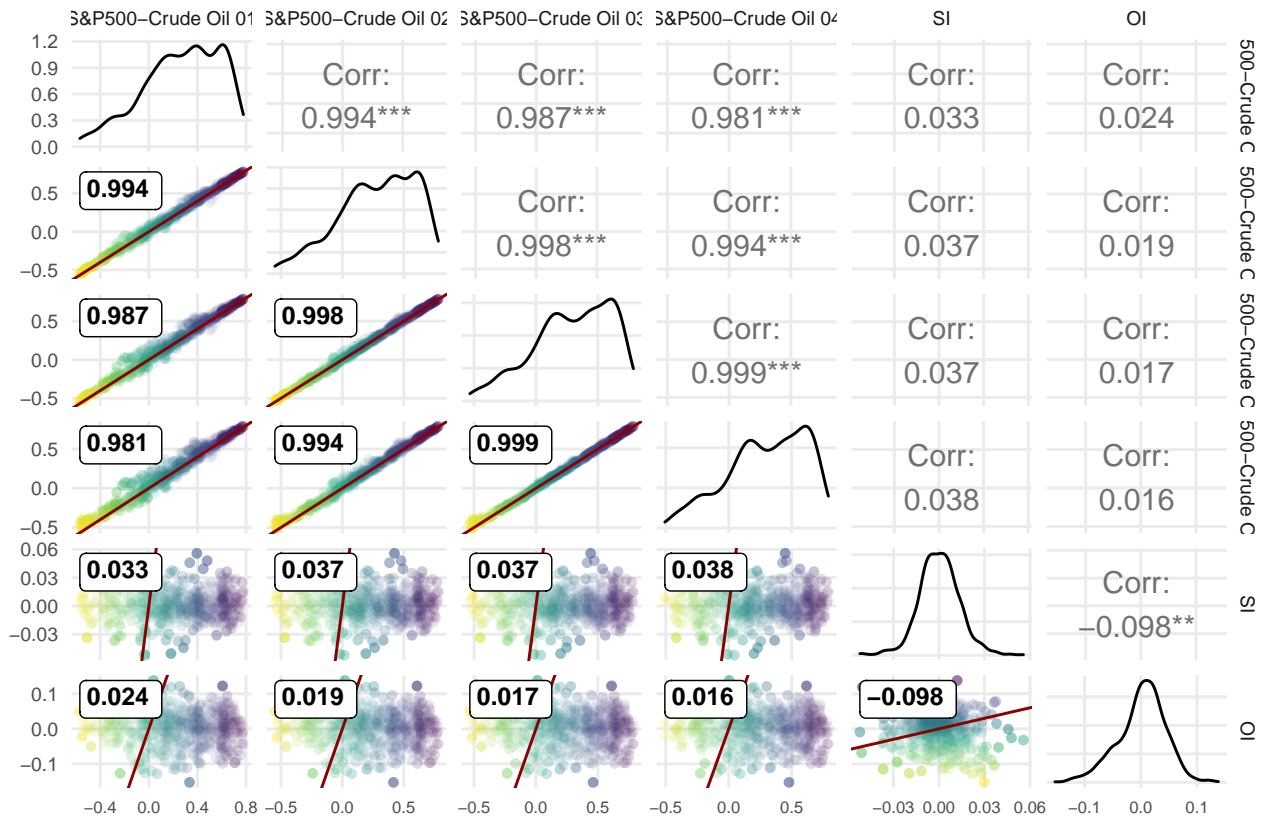 S&P500–Crude Oil 01 S&P500–Crude Oil 02 S&P500–Crude Oil 03 S&P500–Crude Oil 04 SI OI
1.2
0.9
0.6
0.3
0.0
Corr:
0.994***
Corr:
0.987***
Corr:
0.981***
Corr:
0.033
Corr:
0.024
500–Crude C
0.5
0.0
−0.5
0.994
Corr:
0.998***
Corr:
0.994***
Corr:
0.037
Corr:
0.019
500–Crude C
0.5
0.0
−0.5
0.987
0.998
Corr:
0.999***
Corr:
0.037
Corr:
0.017
500–Crude C
0.5
0.0
−0.5
0.981
0.994
0.999
Corr:
0.038
Corr:
0.016
500–Crude C
0.06
0.03
0.00
−0.03
0.033
0.037
0.037
0.038
Corr:
−0.098**
SI
0.1
0.0
−0.1
0.024
0.019
0.017
0.016
−0.098
OI
−0.4 0.0 0.4 −0.5 0.0 0.5 −0.5 0.0 0.5 −0.5 0.0 0.5 −0.03 0.00 0.03 0.06 −0.1 0.0 0.1